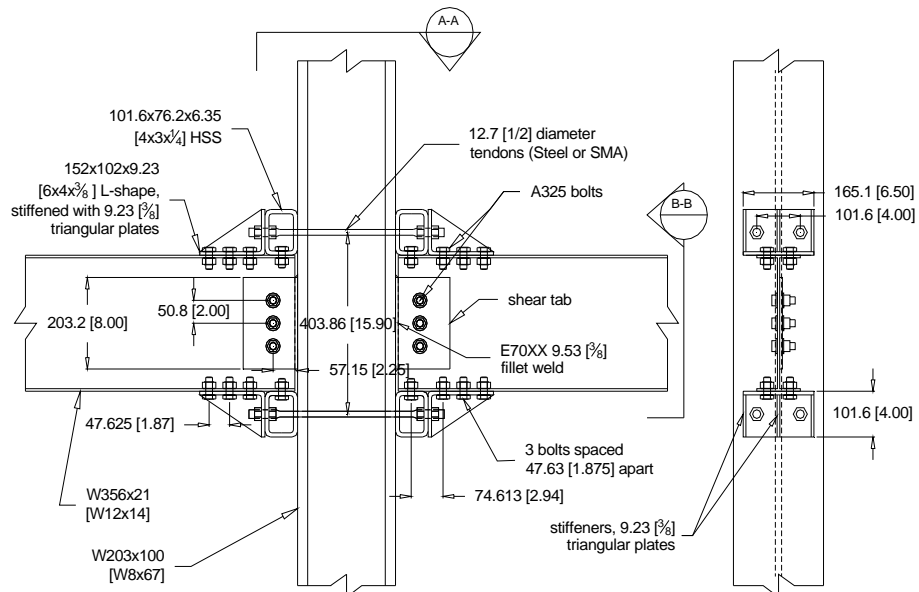 A-A
101.6x76.2x6.35
[4x3x¼] HSS
12.7 [1/2] diameter
tendons (Steel or SMA)
152x102x9.23
[6x4x⅜ ] L-shape,
stiffened with 9.23 [⅜]
triangular plates
A325 bolts
B-B
165.1 [6.50]
101.6 [4.00]
50.8 [2.00]
203.2 [8.00]
403.86 [15.90]
shear tab
E70XX 9.53 [⅜]
fillet weld
57.15 [2.25]
47.625 [1.87]
101.6 [4.00]
3 bolts spaced
47.63 [1.875] apart
74.613 [2.94]
W356x21
[W12x14]
stiffeners, 9.23 [⅜]
triangular plates
W203x100
[W8x67]